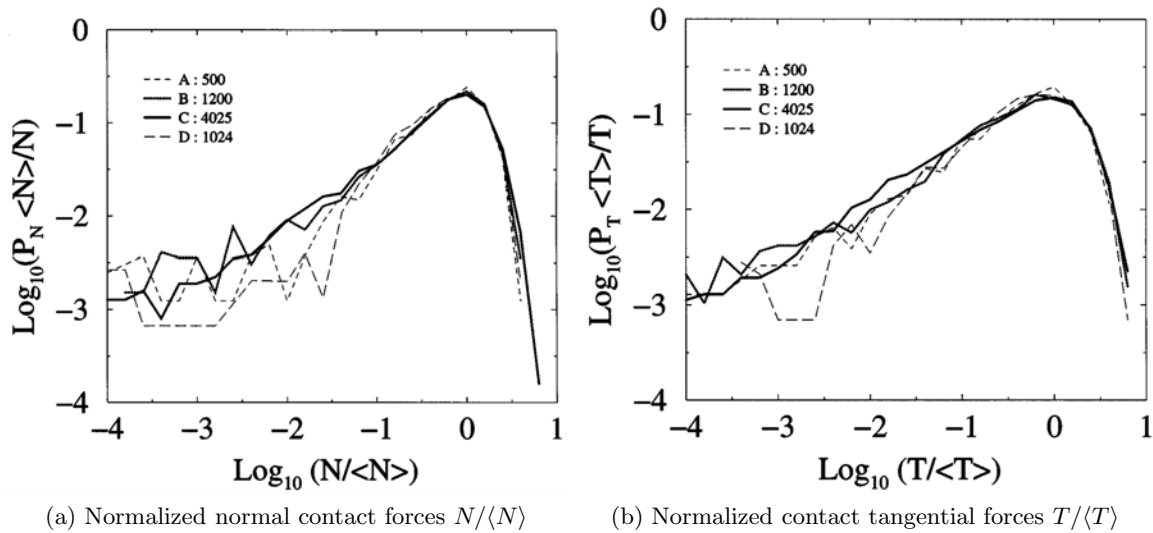 0
−1
−2
−3
−4
Log₁₀(P_N <N>/N)
A : 500
B : 1200
C : 4025
D : 1024
−4 −3 −2 −1 0 1
Log₁₀ (N/<N>)
0
−1
−2
−3
−4
Log₁₀(P_T <T>/T)
A : 500
B : 1200
C : 4025
D : 1024
−4 −3 −2 −1 0 1
Log₁₀ (T/<T>)
(a) Normalized normal contact forces N/⟨N⟩
(b) Normalized contact tangential forces T/⟨T⟩